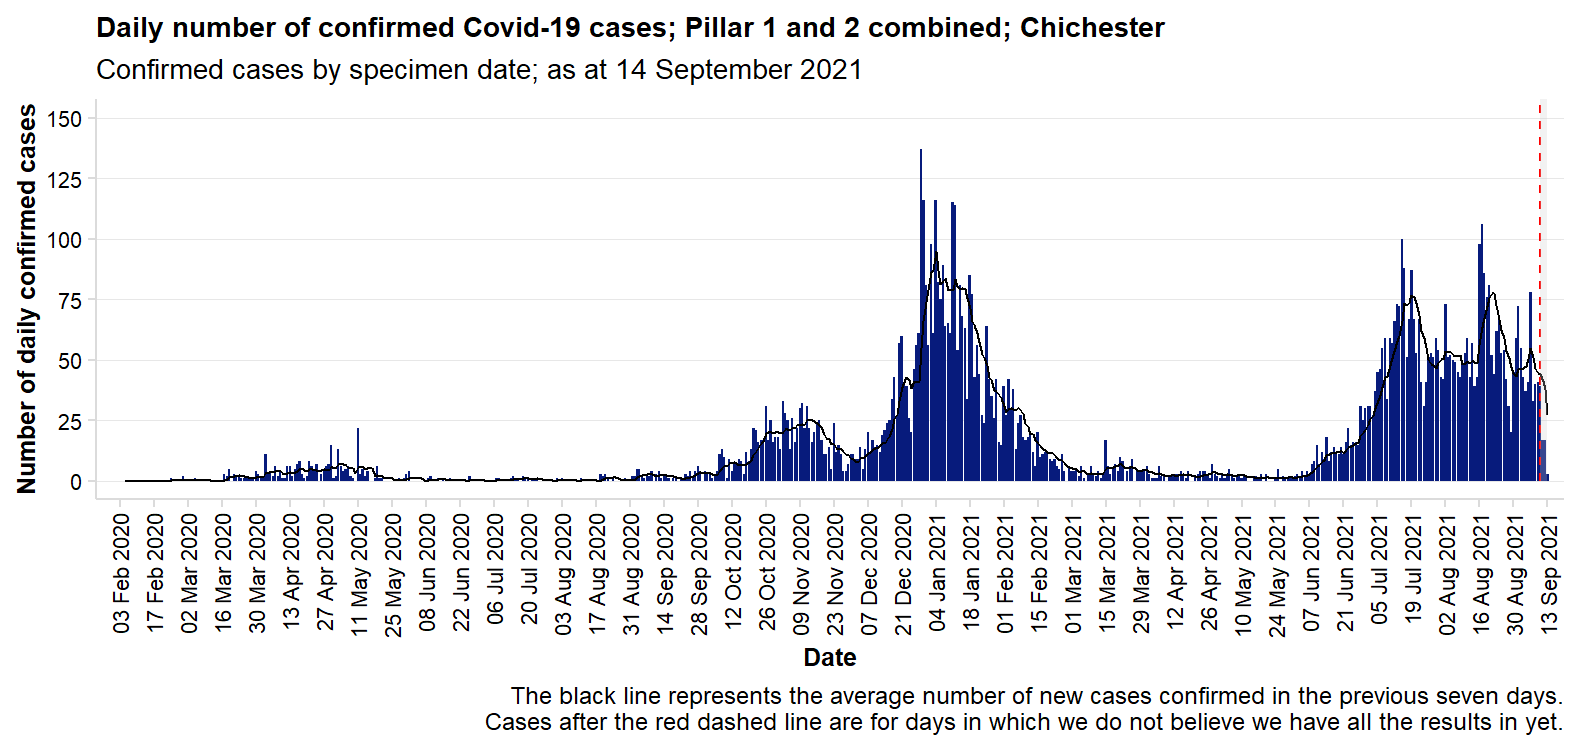 Daily number of confirmed Covid-19 cases; Pillar 1 and 2 combined; Chichester
Confirmed cases by specimen date; as at 14 September 2021
Number of daily confirmed cases
150
125
100
75
50
25
0
03 Feb 2020
17 Feb 2020
02 Mar 2020
16 Mar 2020
30 Mar 2020
13 Apr 2020
27 Apr 2020
11 May 2020
25 May 2020
08 Jun 2020
22 Jun 2020
06 Jul 2020
20 Jul 2020
03 Aug 2020
17 Aug 2020
31 Aug 2020
14 Sep 2020
28 Sep 2020
12 Oct 2020
26 Oct 2020
09 Nov 2020
23 Nov 2020
07 Dec 2020
21 Dec 2020
04 Jan 2021
18 Jan 2021
01 Feb 2021
15 Feb 2021
01 Mar 2021
15 Mar 2021
29 Mar 2021
12 Apr 2021
26 Apr 2021
10 May 2021
24 May 2021
07 Jun 2021
21 Jun 2021
05 Jul 2021
19 Jul 2021
02 Aug 2021
16 Aug 2021
30 Aug 2021
13 Sep 2021
Date
The black line represents the average number of new cases confirmed in the previous seven days.
Cases after the red dashed line are for days in which we do not believe we have all the results in yet.